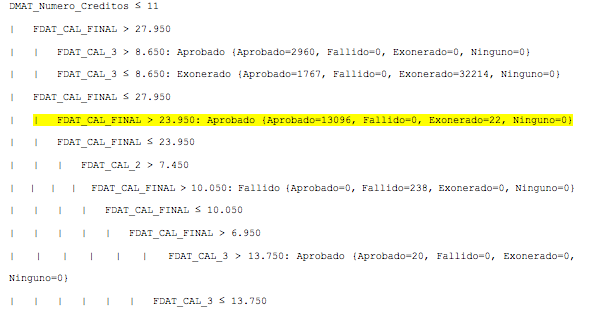 DMAT_Numero_Creditos ≤ 11
| FDAT_CAL_FINAL > 27.950
| | FDAT_CAL_3 > 8.650: Aprobado {Aprobado=2960, Fallido=0, Exonerado=0, Ninguno=0}
| | FDAT_CAL_3 ≤ 8.650: Exonerado {Aprobado=1767, Fallido=0, Exonerado=32214, Ninguno=0}
| FDAT_CAL_FINAL ≤ 27.950
| | FDAT_CAL_FINAL > 23.950: Aprobado {Aprobado=13096, Fallido=0, Exonerado=22, Ninguno=0}
| | FDAT_CAL_FINAL ≤ 23.950
| | | FDAT_CAL_2 > 7.450
| | | | FDAT_CAL_FINAL > 10.050: Fallido {Aprobado=0, Fallido=238, Exonerado=0, Ninguno=0}
| | | | FDAT_CAL_FINAL ≤ 10.050
| | | | | FDAT_CAL_FINAL > 6.950
| | | | | | FDAT_CAL_3 > 13.750: Aprobado {Aprobado=20, Fallido=0, Exonerado=0,
Ninguno=0}
| | | | | | FDAT_CAL_3 ≤ 13.750